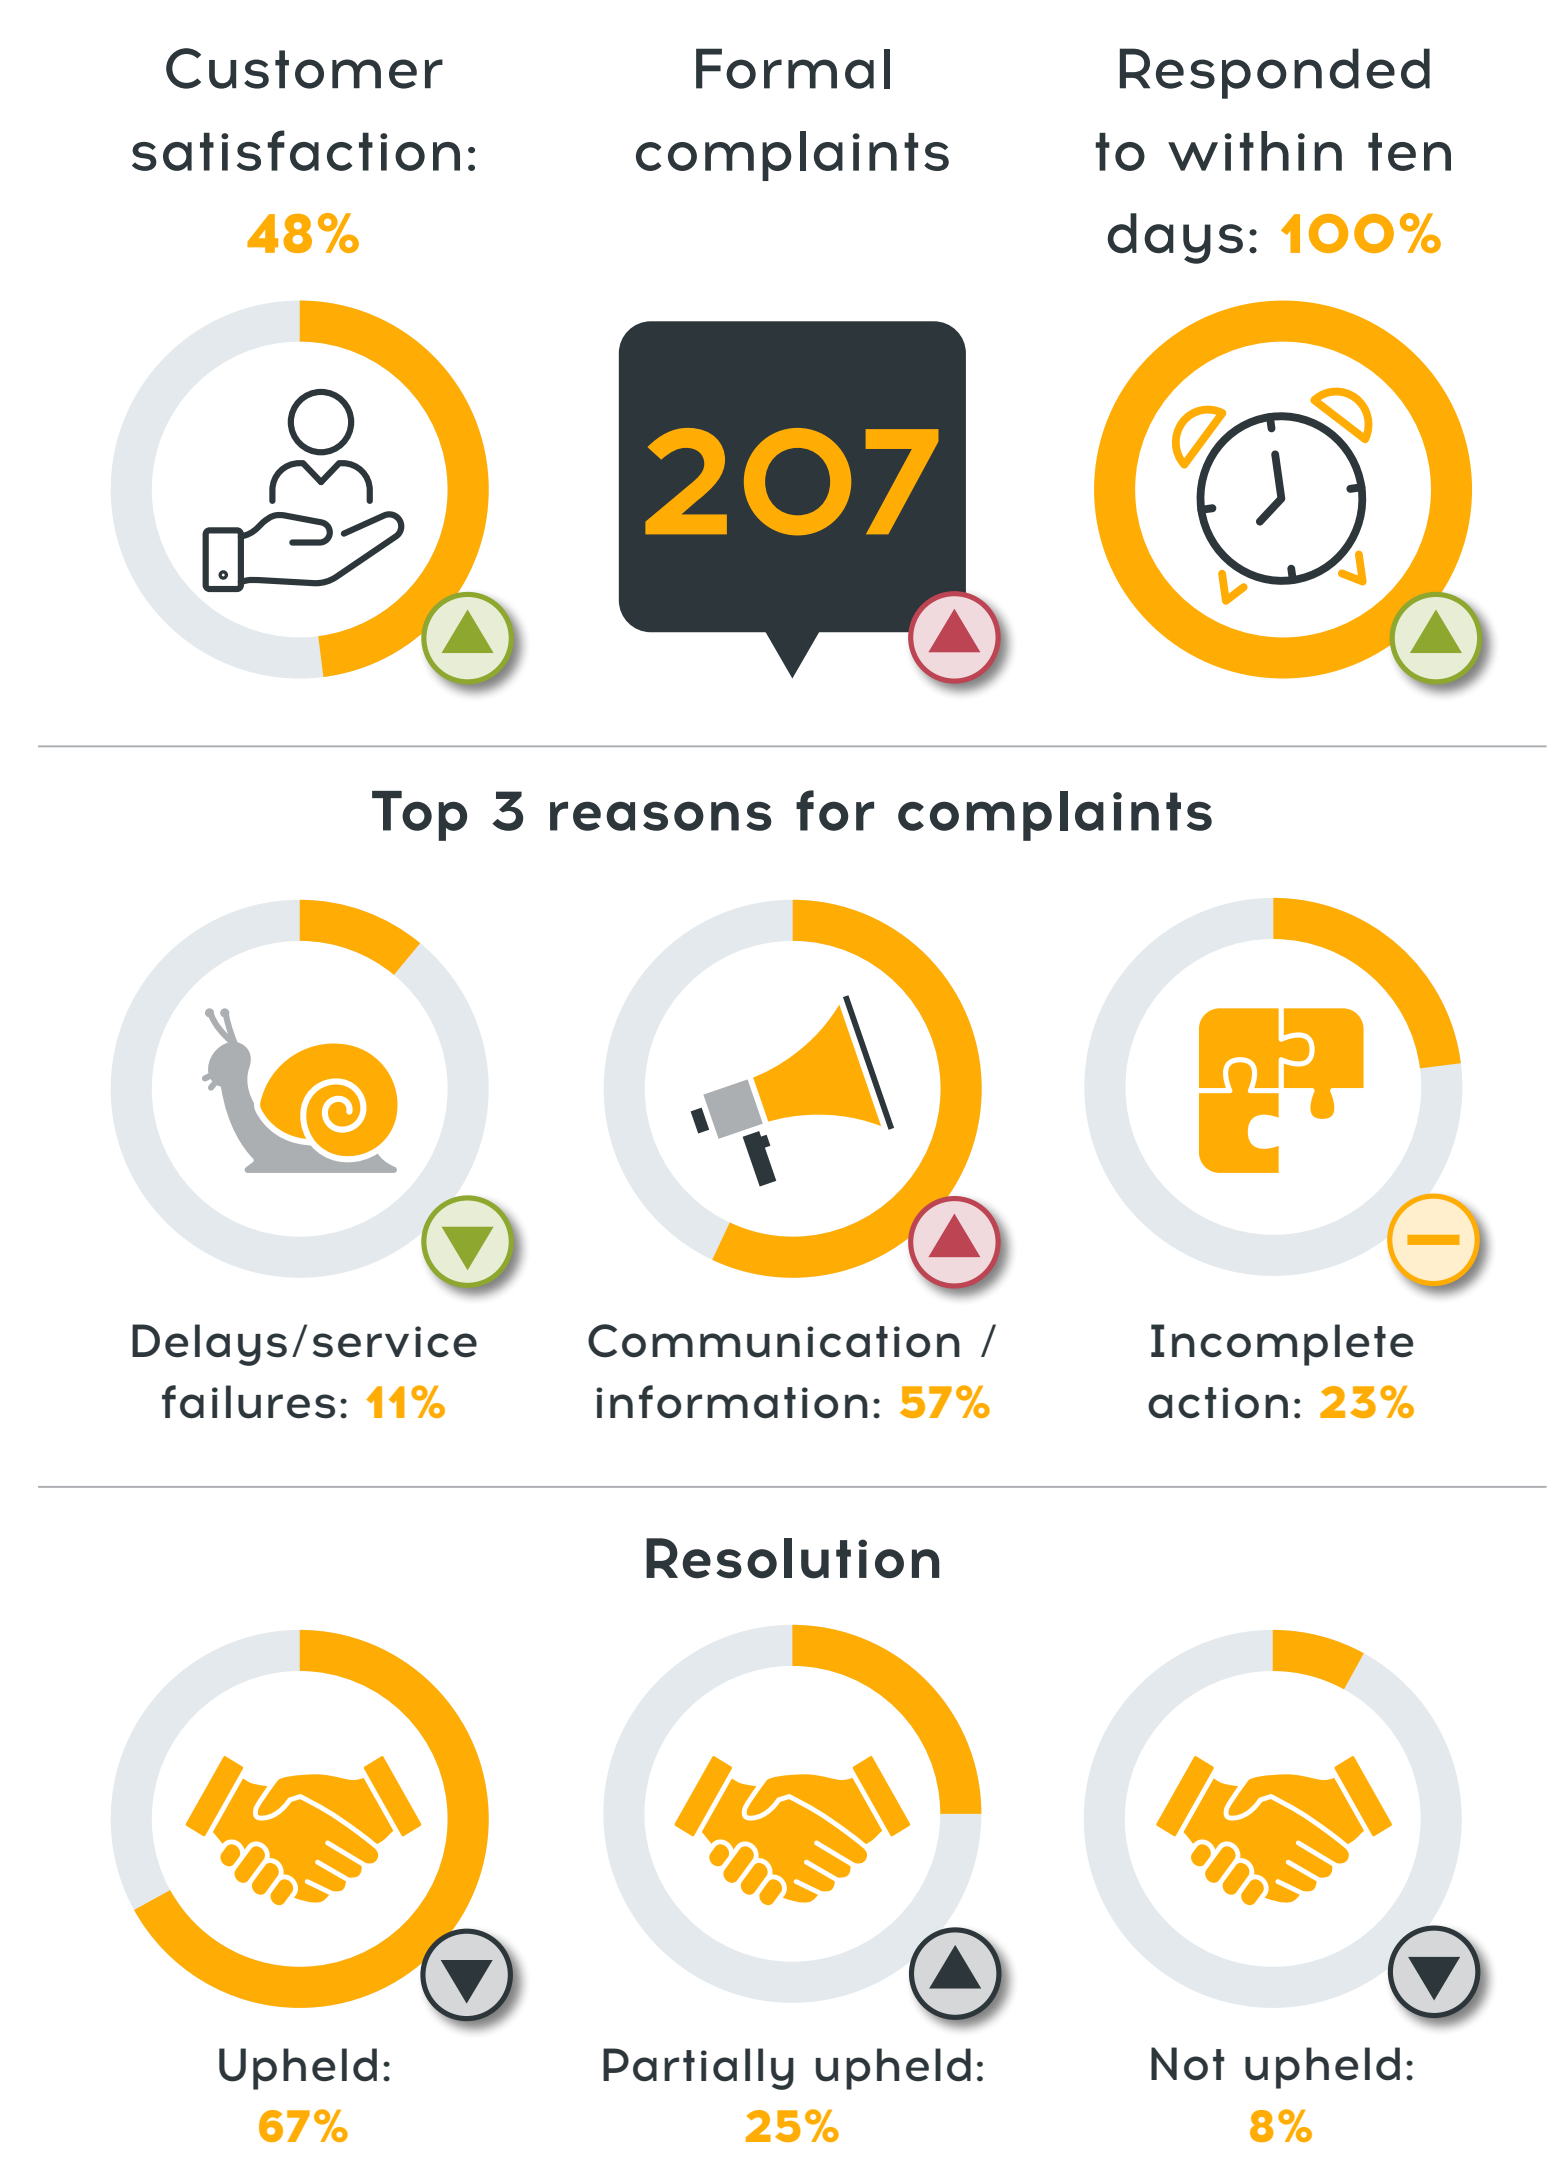 Customer
satisfaction:
48%
Formal
complaints
207
Responded
to within ten
days: 100%
Top 3 reasons for complaints
Delays/service
failures: 11%
Communication /
information: 57%
Incomplete
action: 23%
Resolution
Upheld:
67%
Partially upheld:
25%
Not upheld:
8%